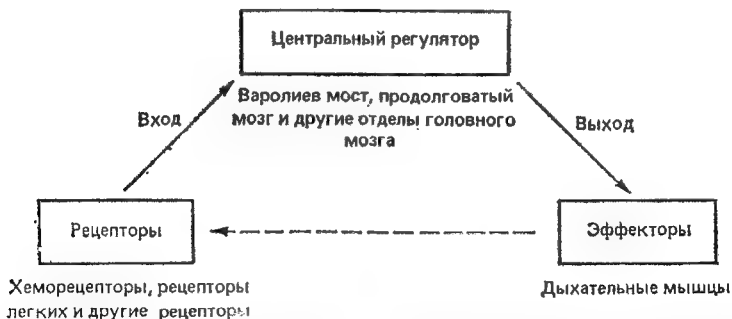 Центральный регулятор
Варолиев мост, продолговатый
мозг и другие отделы головного
мозга
Вход
Выход
Рецепторы
Эффекторы
Хеморецепторы, рецепторы
легких и другие рецепторы
Дыхательные мышцы